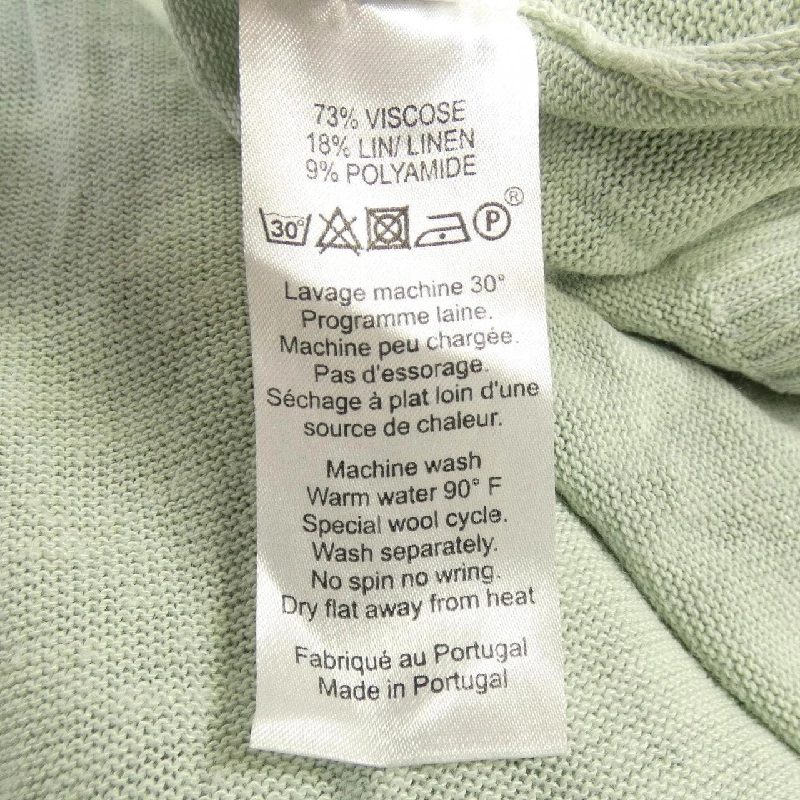 73% VISCOSE
18% LIN/ LINEN
9% POLYAMIDE
30° P ®
Lavage machine 30°
Programme laine.
Machine peu chargée.
Pas d'essorage.
Séchage à plat loin d'une
source de chaleur.
Machine wash
Warm water 90° F
Special wool cycle.
Wash separately.
No spin no wring.
Dry flat away from heat
Fabriqué au Portugal
Made in Portugal